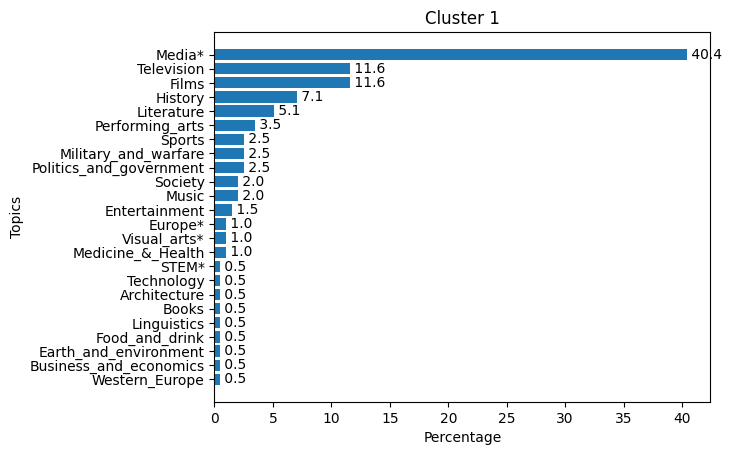 Cluster 1
Topics
Media* 40.4
Television 11.6
Films 11.6
History 7.1
Literature 5.1
Performing_arts 3.5
Sports 2.5
Military_and_warfare 2.5
Politics_and_government 2.5
Society 2.0
Music 2.0
Entertainment 1.5
Europe* 1.0
Visual_arts* 1.0
Medicine_&_Health 1.0
STEM* 0.5
Technology 0.5
Architecture 0.5
Books 0.5
Linguistics 0.5
Food_and_drink 0.5
Earth_and_environment 0.5
Business_and_economics 0.5
Western_Europe 0.5
0 5 10 15 20 25 30 35 40
Percentage